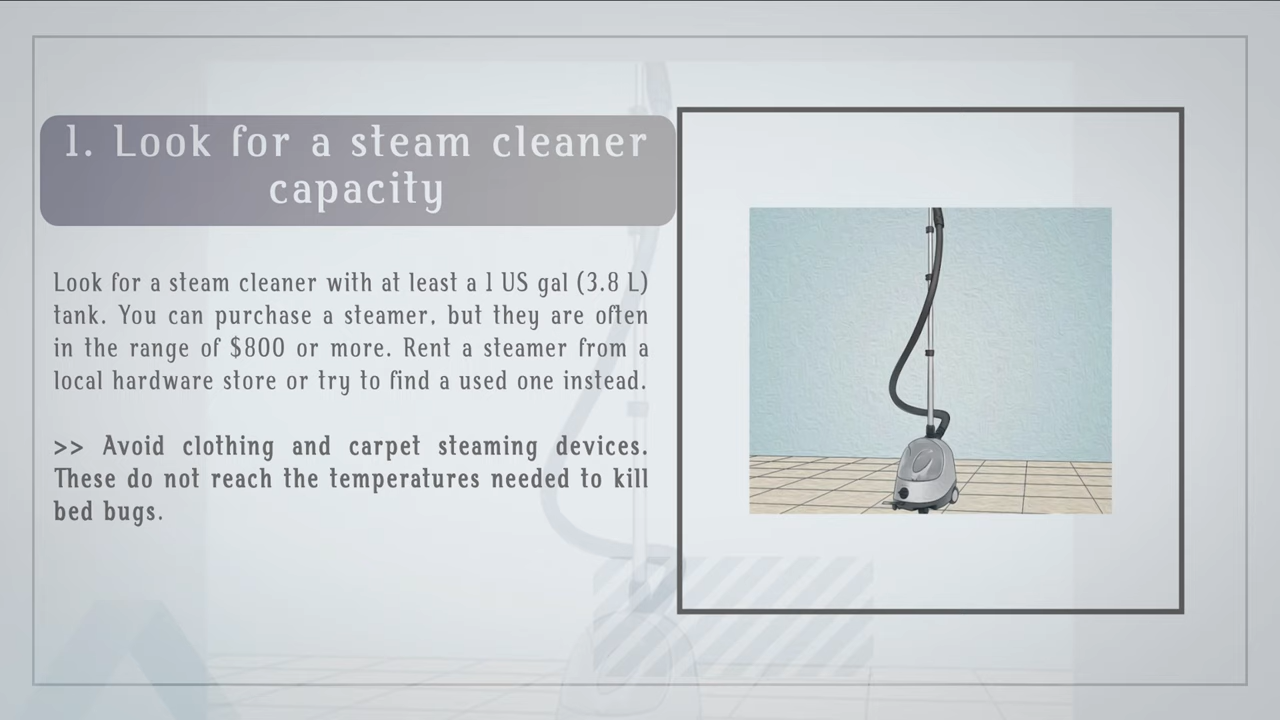 1. Look for a steam cleaner
capacity
Look for a steam cleaner with at least a 1 US gal (3.8 L)
tank. You can purchase a steamer, but they are often
in the range of $800 or more. Rent a steamer from a
local hardware store or try to find a used one instead.
>> Avoid clothing and carpet steaming devices.
These do not reach the temperatures needed to kill
bed bugs.